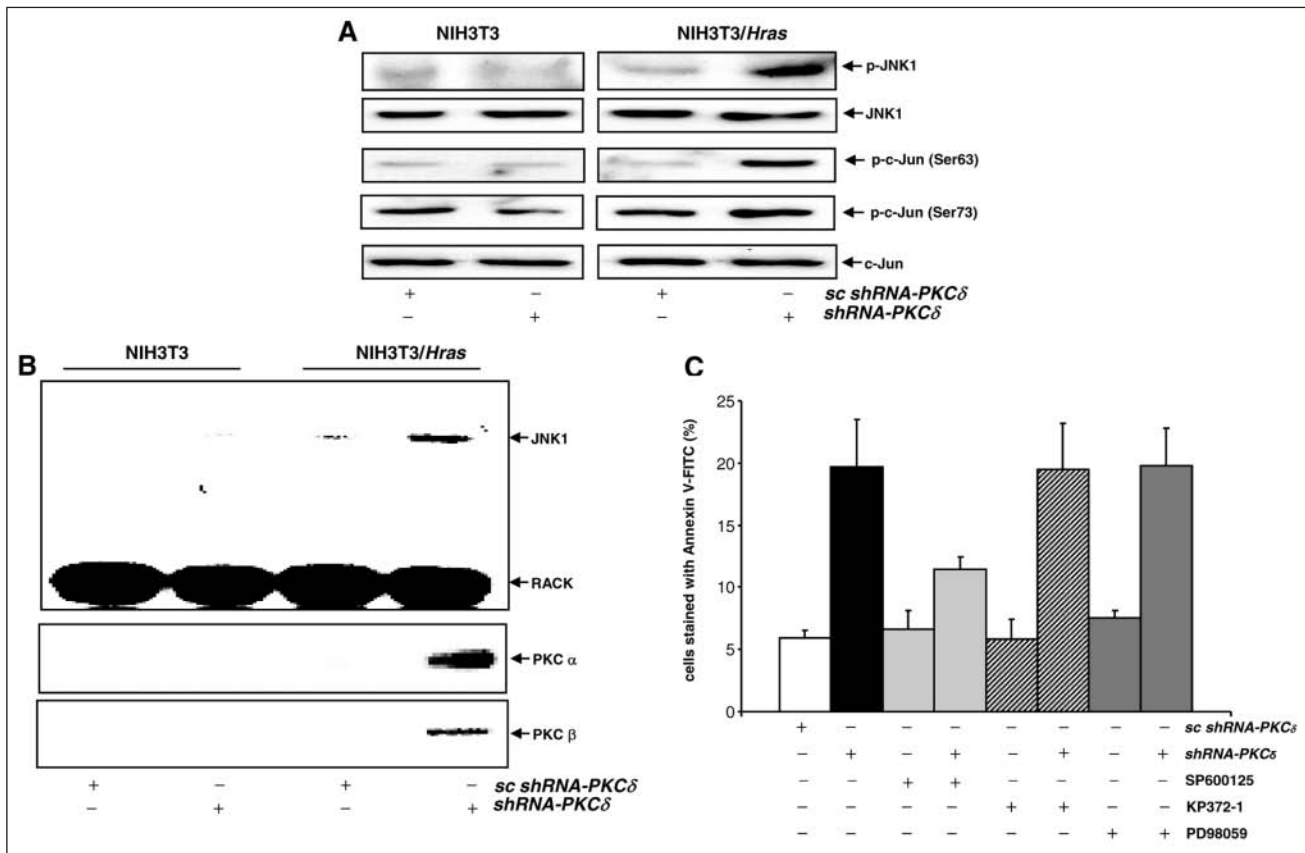 A
NIH3T3 NIH3T3/Hras
p-JNK1
JNK1
p-c-Jun (Ser63)
p-c-Jun (Ser73)
c-Jun
+ − + − sc shRNA-PKCδ
− + − + shRNA-PKCδ
B
NIH3T3 NIH3T3/Hras
JNK1
RACK
PKC α
PKC β
+ − + − sc shRNA-PKCδ
− + − + shRNA-PKCδ
C
cells stained with Annexin V-FITC (%)
25
20
15
10
5
0
+ − − − − − − − sc shRNA-PKCδ
− + − + − + − + shRNA-PKCδ
− − + + − − − − SP600125
− − − − + + − − KP372-1
− − − − − − + + PD98059